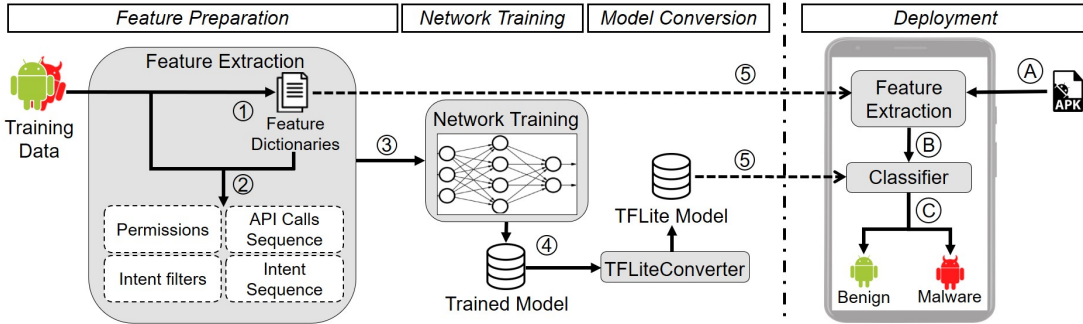 Feature Preparation
Network Training
Model Conversion
Deployment
Feature Extraction
Training
Data
①
Feature
Dictionaries
②
Permissions
API Calls
Sequence
Intent filters
Intent
Sequence
③
Network Training
Trained Model
④
TFLiteConverter
TFLite Model
⑤
⑤
Feature
Extraction
Ⓐ
APK
Ⓑ
Classifier
Ⓒ
Benign
Malware